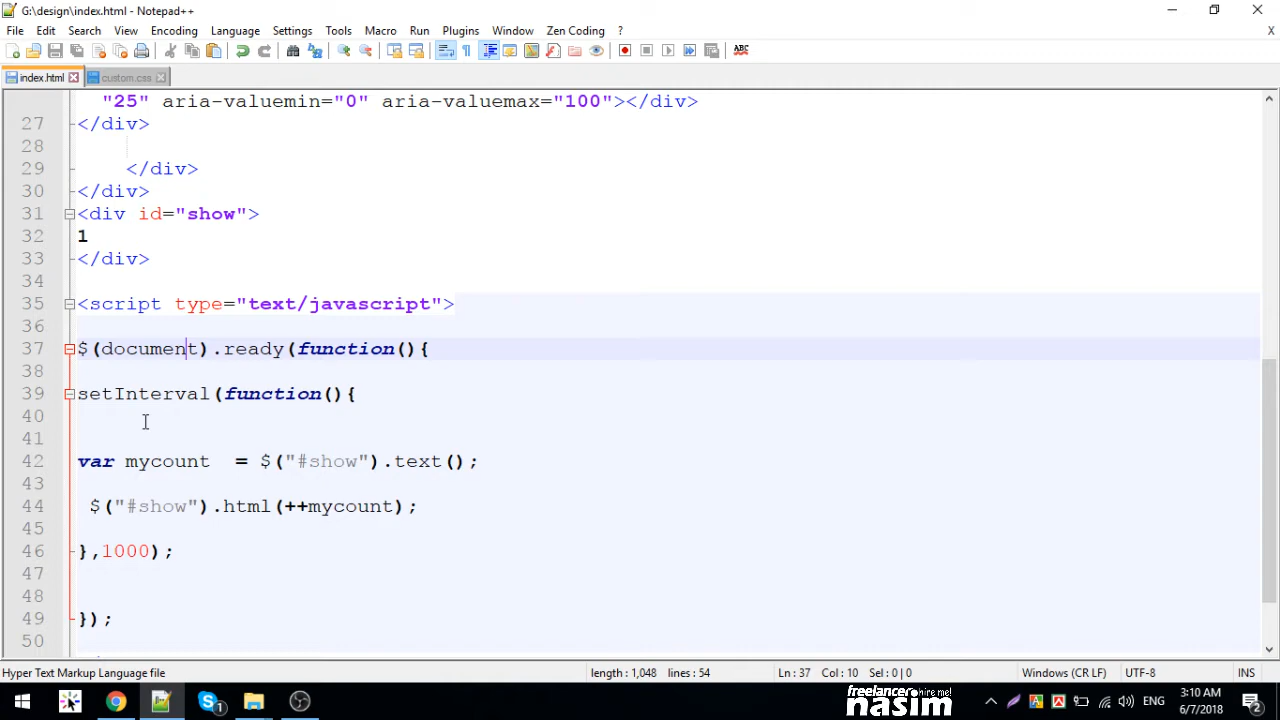 G:\design\index.html - Notepad++
File Edit Search View Encoding Language Settings Tools Macro Run Plugins Window Zen Coding ?
X
ABC
index.html custom.css
"25" aria-valuemin="0" aria-valuemax="100"></div>
27 </div>
28
29 </div>
30 </div>
31 <div id="show">
32 1
33 </div>
34
35 <script type="text/javascript">
36
37 $(document).ready(function(){
38
39 setInterval(function(){
40
41
42 var mycount  = $("#show").text();
43
44 $("#show").html(++mycount);
45
46 },1000);
47
48
49 });
50
Hyper Text Markup Language file length : 1,048 lines : 54 Ln : 37 Col : 10 Sel : 0 | 0 Windows (CR LF) UTF-8 INS
ENG
3:10 AM
6/7/2018
1
2
nasim